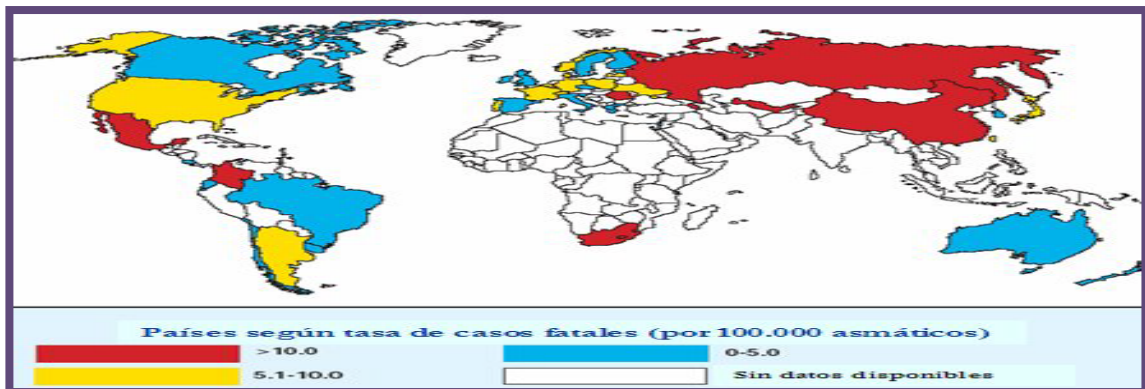 Países según tasa de casos fatales (por 100.000 asmáticos)
>10.0
0-5.0
5.1-10.0
Sin datos disponibles